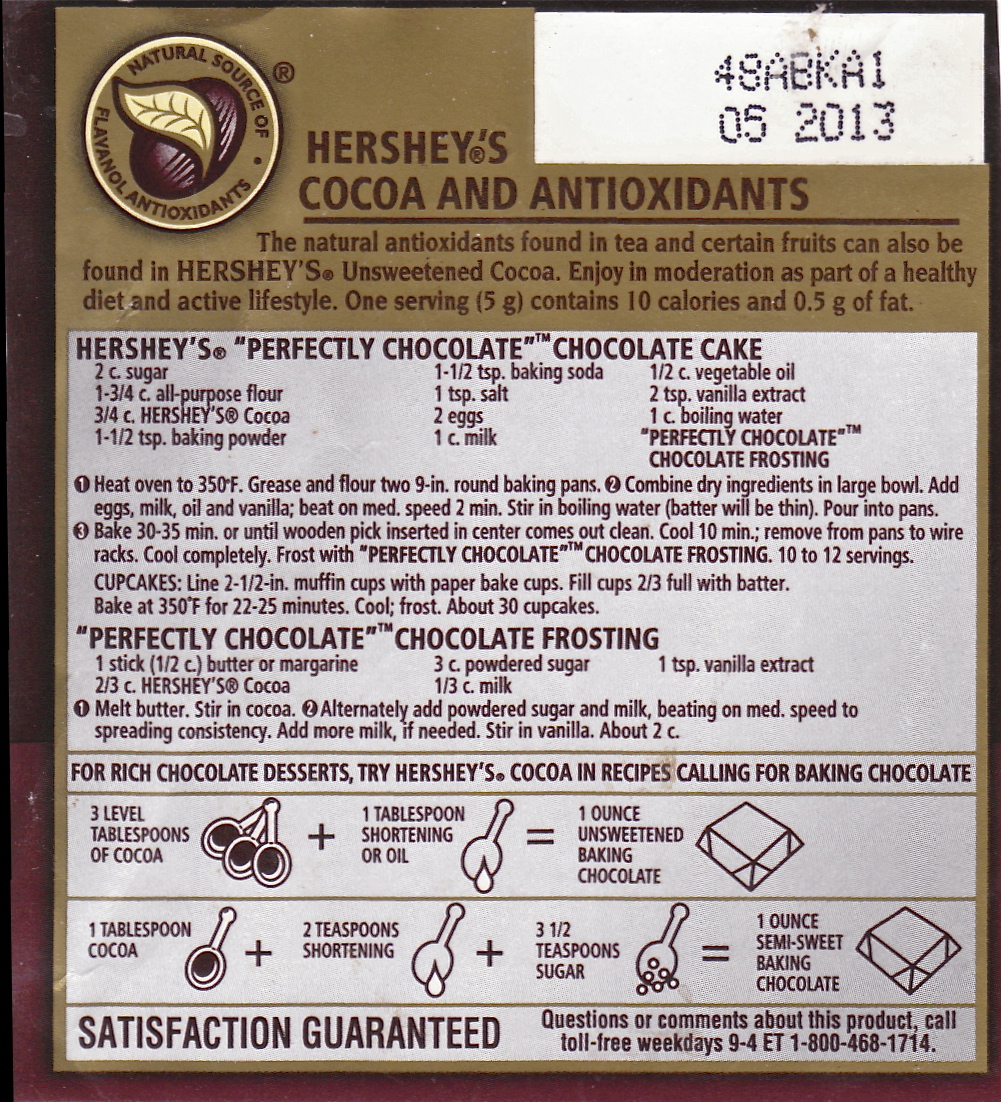 NATURAL SOURCE OF
FLAVANOL ANTIOXIDANTS
®
48ABKA1
05 2013
HERSHEY®'S
COCOA AND ANTIOXIDANTS
The natural antioxidants found in tea and certain fruits can also be
found in HERSHEY'S® Unsweetened Cocoa. Enjoy in moderation as part of a healthy
diet and active lifestyle. One serving (5 g) contains 10 calories and 0.5 g of fat.
HERSHEY'S® "PERFECTLY CHOCOLATE"™ CHOCOLATE CAKE
2 c. sugar 1-1/2 tsp. baking soda 1/2 c. vegetable oil
1-3/4 c. all-purpose flour 1 tsp. salt 2 tsp. vanilla extract
3/4 c. HERSHEY'S® Cocoa 2 eggs 1 c. boiling water
1-1/2 tsp. baking powder 1 c. milk "PERFECTLY CHOCOLATE"™
CHOCOLATE FROSTING
❶ Heat oven to 350°F. Grease and flour two 9-in. round baking pans. ❷ Combine dry ingredients in large bowl. Add
eggs, milk, oil and vanilla; beat on med. speed 2 min. Stir in boiling water (batter will be thin). Pour into pans.
❸ Bake 30-35 min. or until wooden pick inserted in center comes out clean. Cool 10 min.; remove from pans to wire
racks. Cool completely. Frost with "PERFECTLY CHOCOLATE"™ CHOCOLATE FROSTING. 10 to 12 servings.
CUPCAKES: Line 2-1/2-in. muffin cups with paper bake cups. Fill cups 2/3 full with batter.
Bake at 350°F for 22-25 minutes. Cool; frost. About 30 cupcakes.
"PERFECTLY CHOCOLATE"™ CHOCOLATE FROSTING
1 stick (1/2 c.) butter or margarine 3 c. powdered sugar 1 tsp. vanilla extract
2/3 c. HERSHEY'S® Cocoa 1/3 c. milk
❶ Melt butter. Stir in cocoa. ❷ Alternately add powdered sugar and milk, beating on med. speed to
spreading consistency. Add more milk, if needed. Stir in vanilla. About 2 c.
FOR RICH CHOCOLATE DESSERTS, TRY HERSHEY'S® COCOA IN RECIPES CALLING FOR BAKING CHOCOLATE
3 LEVEL
TABLESPOONS
OF COCOA
+
1 TABLESPOON
SHORTENING
OR OIL
=
1 OUNCE
UNSWEETENED
BAKING
CHOCOLATE
1 TABLESPOON
COCOA
+
2 TEASPOONS
SHORTENING
+
3 1/2
TEASPOONS
SUGAR
=
1 OUNCE
SEMI-SWEET
BAKING
CHOCOLATE
SATISFACTION GUARANTEED
Questions or comments about this product, call
toll-free weekdays 9-4 ET 1-800-468-1714.